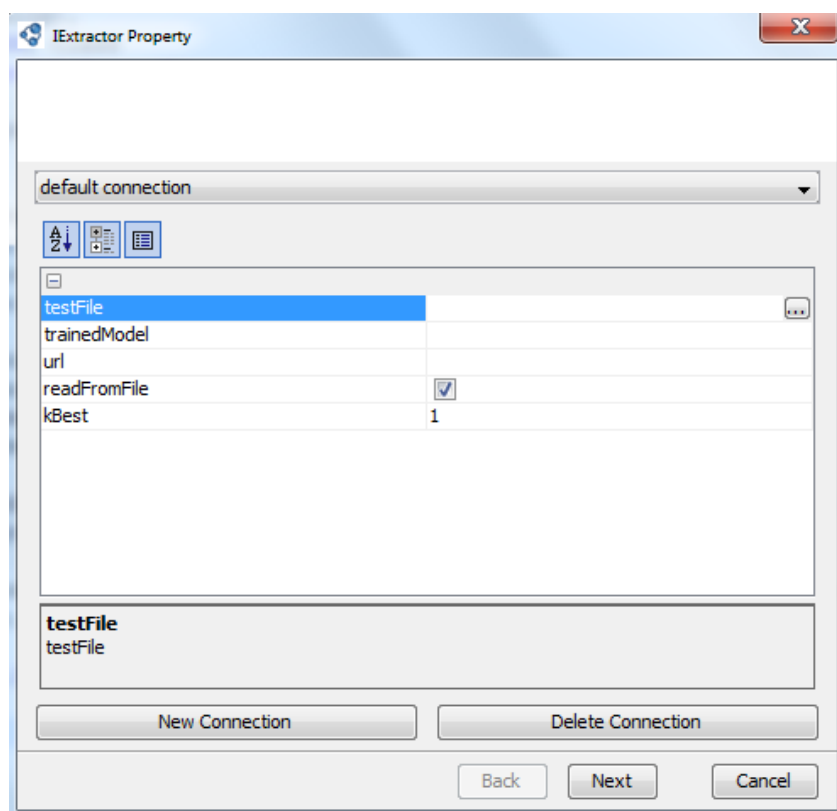 IExtractor Property
default connection
testFile
trainedModel
url
readFromFile
kBest 1
testFile
testFile
New Connection Delete Connection
Back Next Cancel